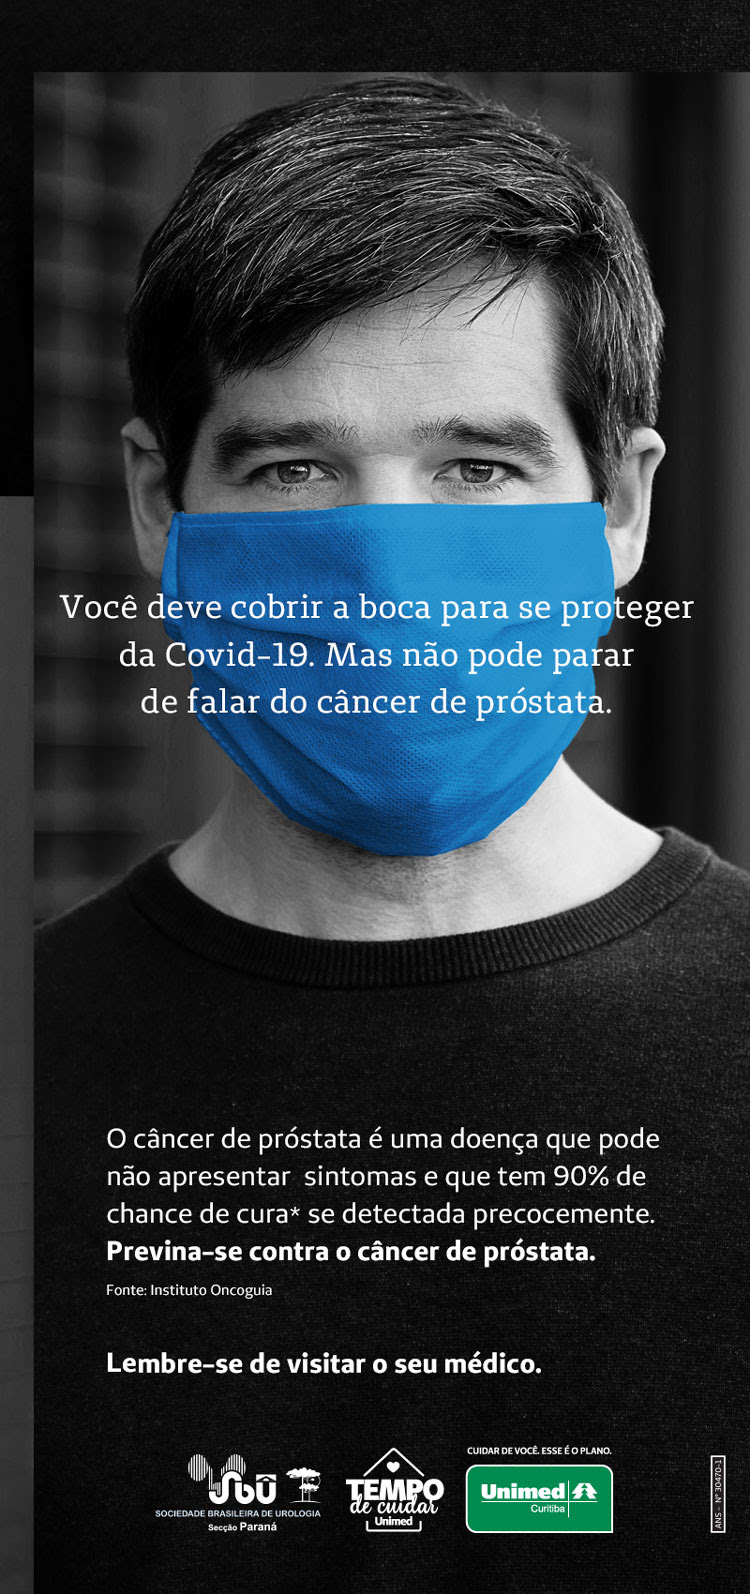 Você deve cobrir a boca para se proteger
da Covid-19. Mas não pode parar
de falar do câncer de próstata.
O câncer de próstata é uma doença que pode
não apresentar sintomas e que tem 90% de
chance de cura* se detectada precocemente.
Previna-se contra o câncer de próstata.
Fonte: Instituto Oncoguia
Lembre-se de visitar o seu médico.
SBU
SOCIEDADE BRASILEIRA DE UROLOGIA
Secção Paraná
TEMPO
de cuidar
Unimed
CUIDAR DE VOCÊ. ESSE É O PLANO.
Unimed
Curitiba
ANS - Nº 30470-1